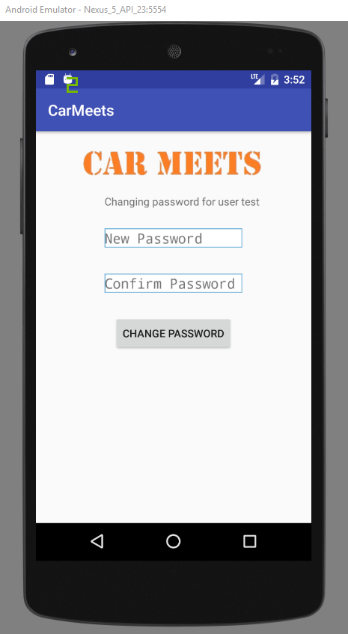 Android Emulator - Nexus_5_API_23:5554
LTE 3:52
CarMeets
CAR MEETS
Changing password for user test
New Password
Confirm Password
CHANGE PASSWORD